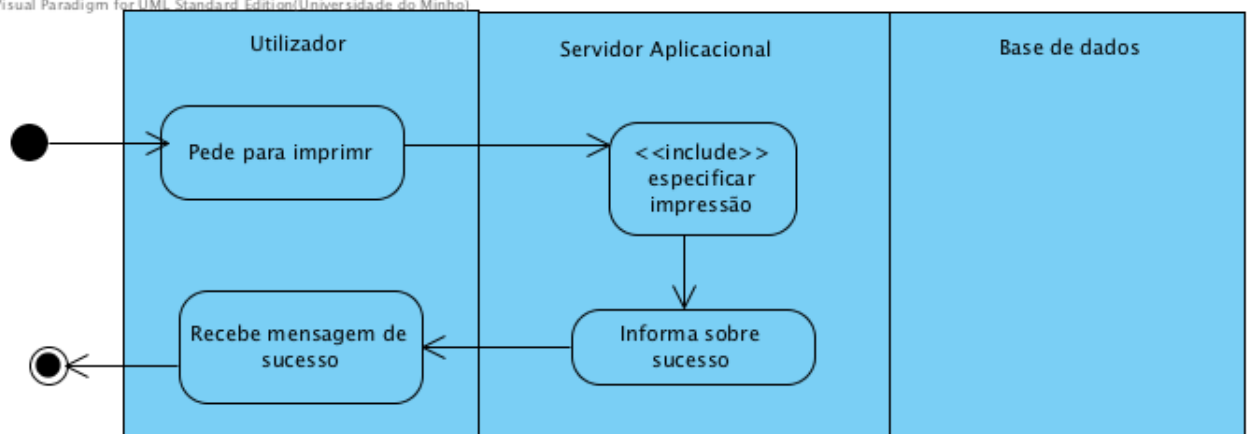 Visual Paradigm for UML Standard Edition(Universidade do Minho)
Utilizador
Servidor Aplicacional
Base de dados
Pede para imprimr
<<include>>
especificar
impressão
Recebe mensagem de
sucesso
Informa sobre
sucesso